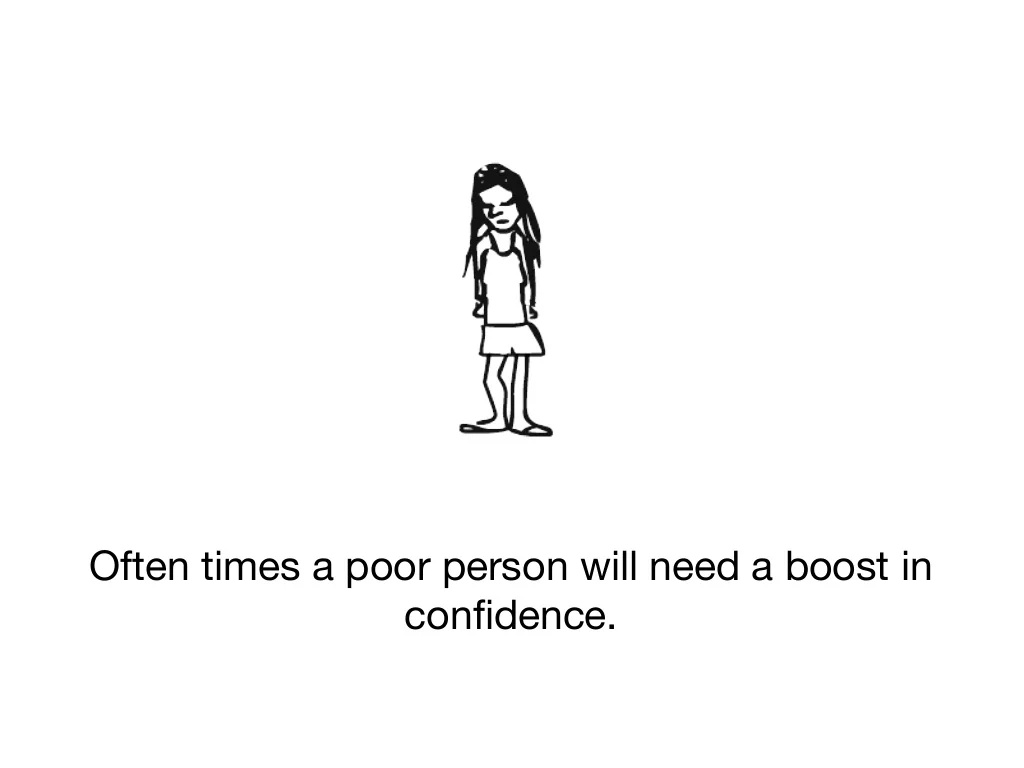 Often times a poor person will need a boost in
confidence.